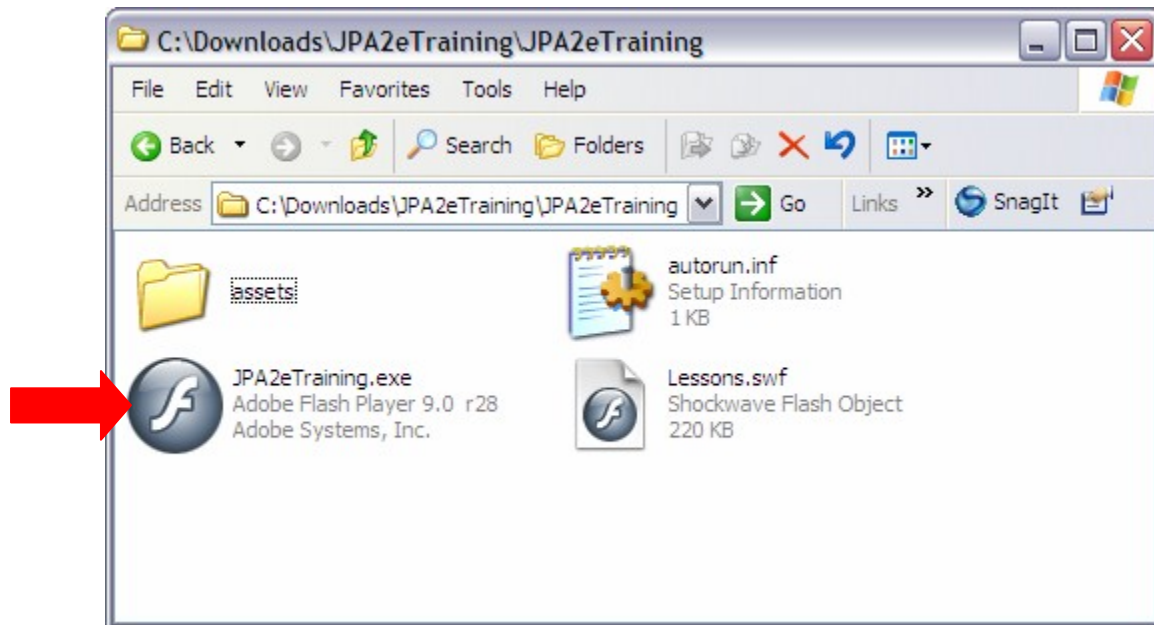 C:\Downloads\JPA2eTraining\JPA2eTraining
File Edit View Favorites Tools Help
Back Search Folders
Address C:\Downloads\JPA2eTraining\JPA2eTraining Go Links » SnagIt
assets
autorun.inf
Setup Information
1 KB
JPA2eTraining.exe
Adobe Flash Player 9.0 r28
Adobe Systems, Inc.
Lessons.swf
Shockwave Flash Object
220 KB